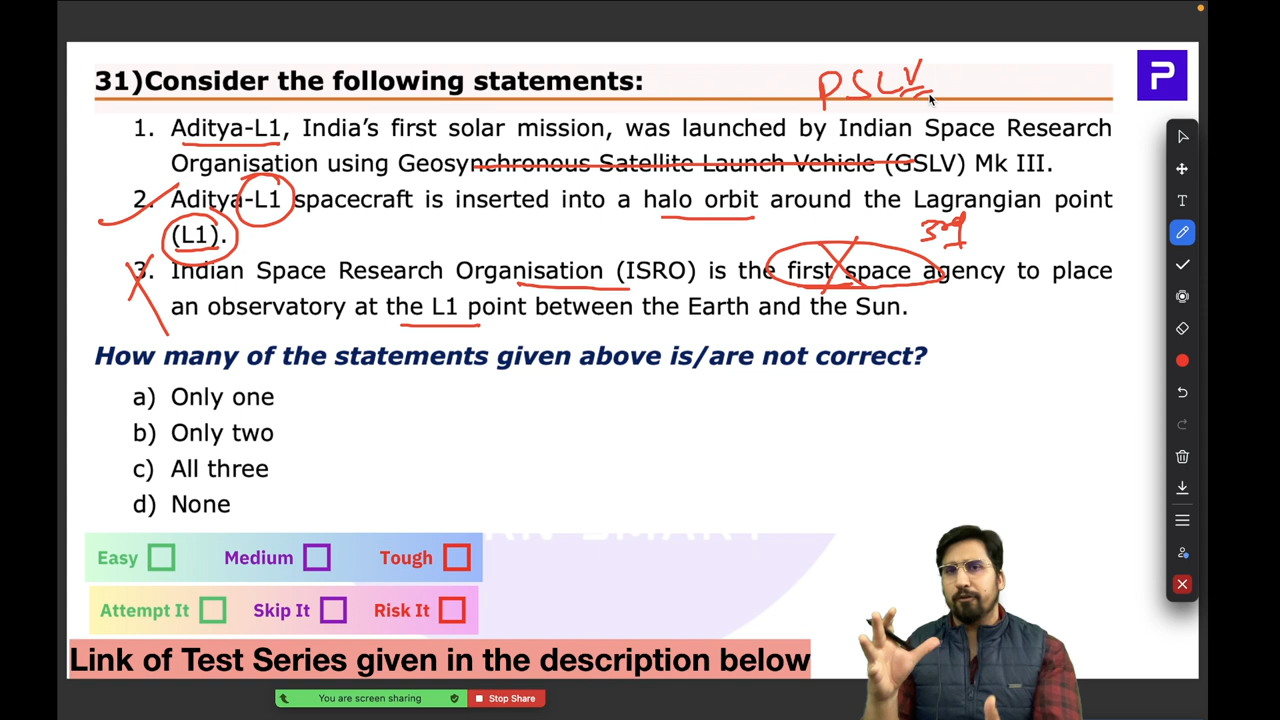 31)Consider the following statements:
PSLV
1. Aditya-L1, India's first solar mission, was launched by Indian Space Research
Organisation using Geosynchronous Satellite Launch Vehicle (GSLV) Mk III.
2. Aditya-L1 spacecraft is inserted into a halo orbit around the Lagrangian point
(L1).
3rd
3. Indian Space Research Organisation (ISRO) is the first space agency to place
an observatory at the L1 point between the Earth and the Sun.
How many of the statements given above is/are not correct?
a) Only one
b) Only two
c) All three
d) None
Easy Medium Tough
Attempt It Skip It Risk It
Link of Test Series given in the description below
You are screen sharing Stop Share